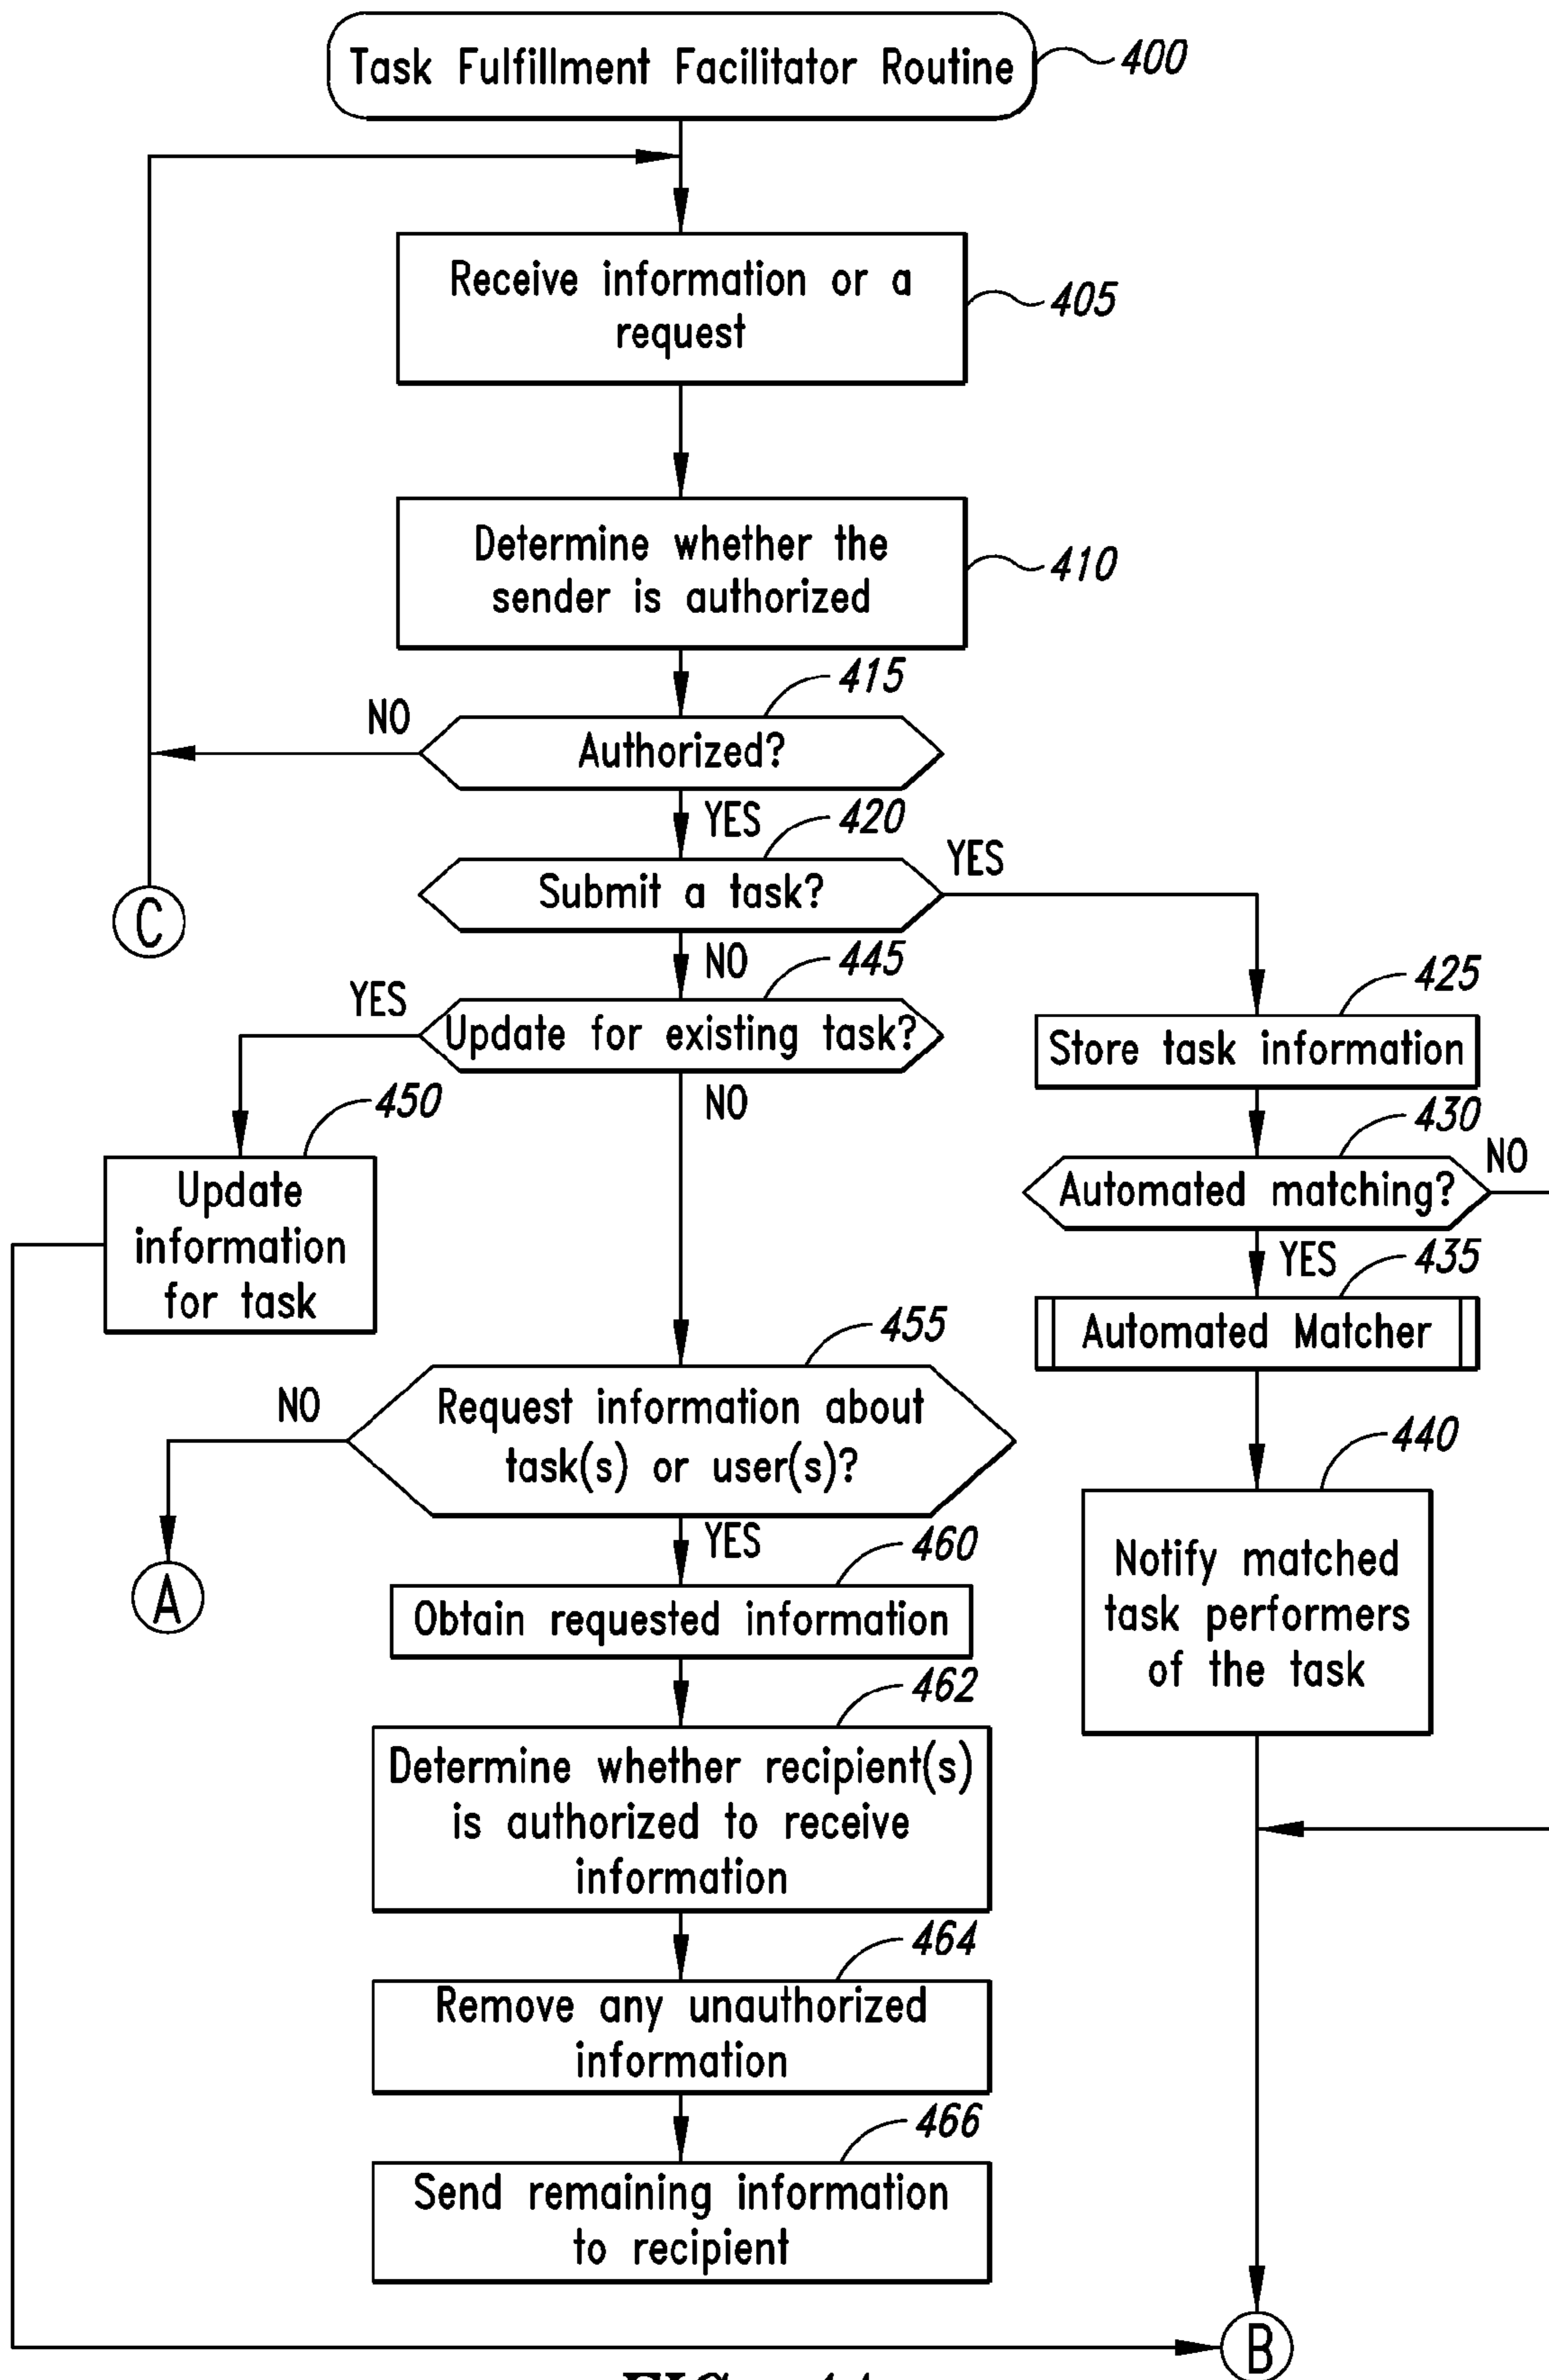 Task Fulfillment Facilitator Routine
400
Receive information or a
request
405
Determine whether the
sender is authorized
410
415
NO
Authorized?
YES
420
Submit a task?
YES
C
NO
445
YES
Update for existing task?
425
Store task information
NO
450
430
NO
Update
information
for task
Automated matching?
YES
435
Automated Matcher
455
NO
Request information about
task(s) or user(s)?
440
YES
460
A
Notify matched
task performers
of the task
Obtain requested information
462
Determine whether recipient(s)
is authorized to receive
information
464
Remove any unauthorized
information
466
Send remaining information
to recipient
B